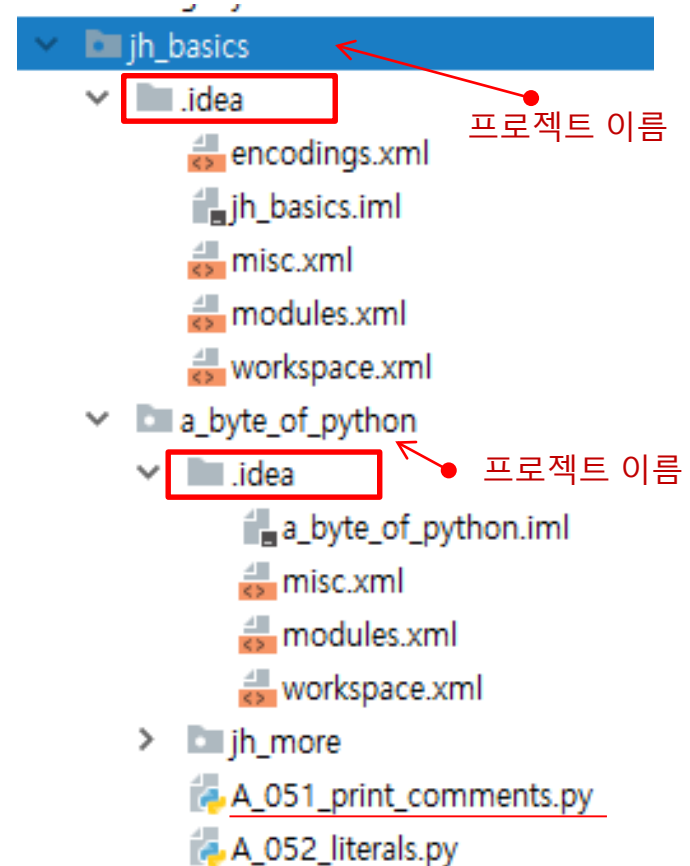 jh_basics
.idea
프로젝트 이름
encodings.xml
jh_basics.iml
misc.xml
modules.xml
workspace.xml
a_byte_of_python
.idea
프로젝트 이름
a_byte_of_python.iml
misc.xml
modules.xml
workspace.xml
jh_more
A_051_print_comments.py
A_052_literals.py